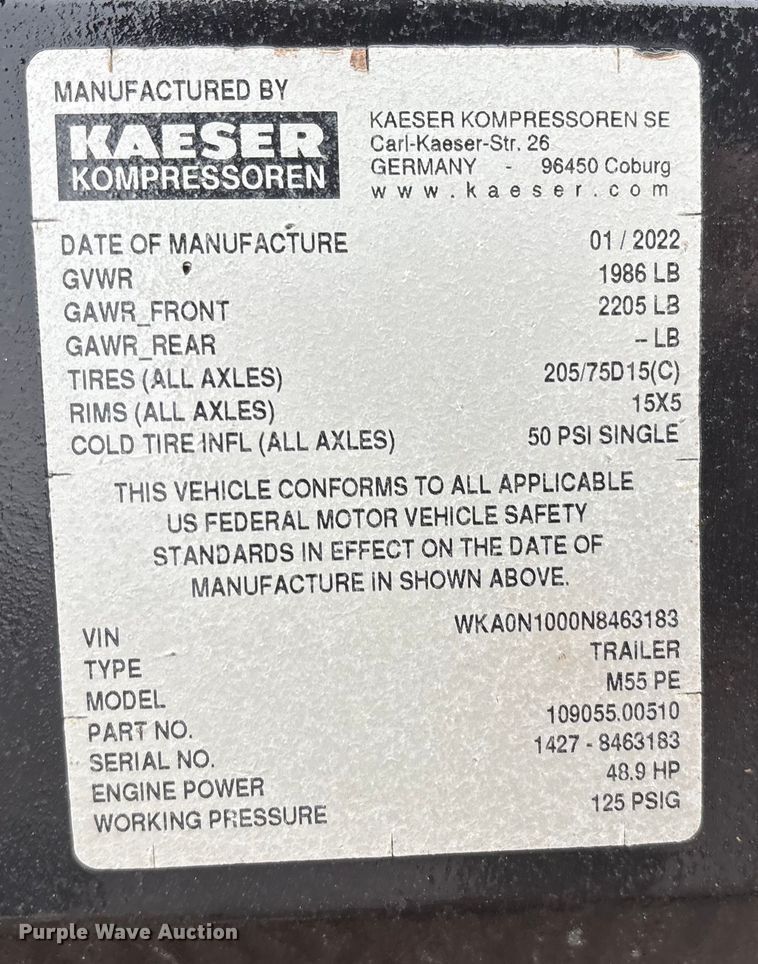 MANUFACTURED BY
KAESER
KOMPRESSOREN
KAESER KOMPRESSOREN SE
Carl-Kaeser-Str. 26
GERMANY - 96450 Coburg
www.kaeser.com
DATE OF MANUFACTURE 01 / 2022
GVWR 1986 LB
GAWR_FRONT 2205 LB
GAWR_REAR – LB
TIRES (ALL AXLES) 205/75D15(C)
RIMS (ALL AXLES) 15X5
COLD TIRE INFL (ALL AXLES) 50 PSI SINGLE
THIS VEHICLE CONFORMS TO ALL APPLICABLE
US FEDERAL MOTOR VEHICLE SAFETY
STANDARDS IN EFFECT ON THE DATE OF
MANUFACTURE IN SHOWN ABOVE.
VIN WKA0N1000N8463183
TYPE TRAILER
MODEL M55 PE
PART NO. 109055.00510
SERIAL NO. 1427 - 8463183
ENGINE POWER 48.9 HP
WORKING PRESSURE 125 PSIG
Purple Wave Auction